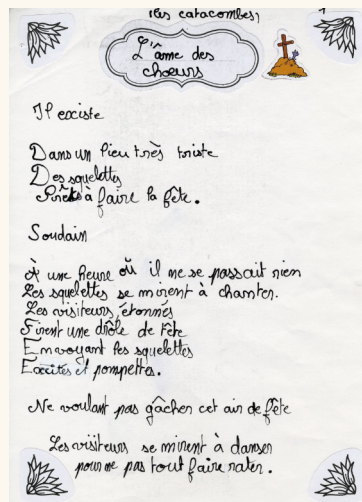 (les catacombes)
L'âme des
choeurs
Il existe
Dans un lieu très triste
Des squelettes
Prêts à faire la fête.
Soudain
À une heure où il ne se passait rien
Les squelettes se mirent à chanter.
Les visiteurs, étonnés
Firent une drôle de tête
En voyant les squelettes
Excités et pompettes.
Ne voulant pas gâcher cet air de fête
Les visiteurs se mirent à danser
pour ne pas tout faire rater.